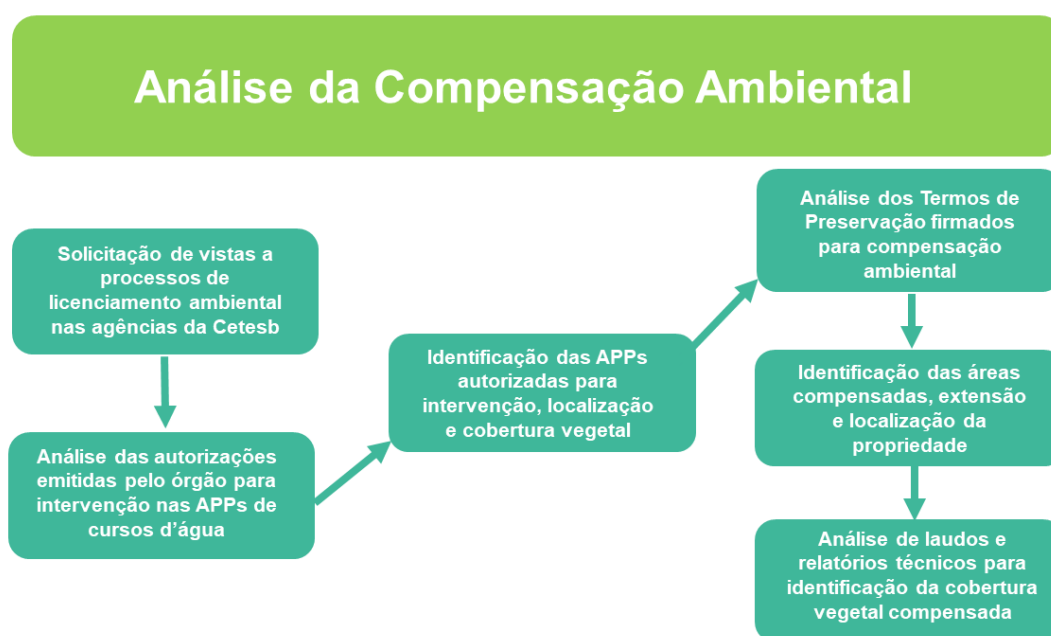 Análise da Compensação Ambiental
Solicitação de vistas a
processos de
licenciamento ambiental
nas agências da Cetesb
Análise das autorizações
emitidas pelo órgão para
intervenção nas APPs de
cursos d’água
Identificação das APPs
autorizadas para
intervenção, localização
e cobertura vegetal
Análise dos Termos de
Preservação firmados
para compensação
ambiental
Identificação das áreas
compensadas, extensão
e localização da
propriedade
Análise de laudos e
relatórios técnicos para
identificação da cobertura
vegetal compensada